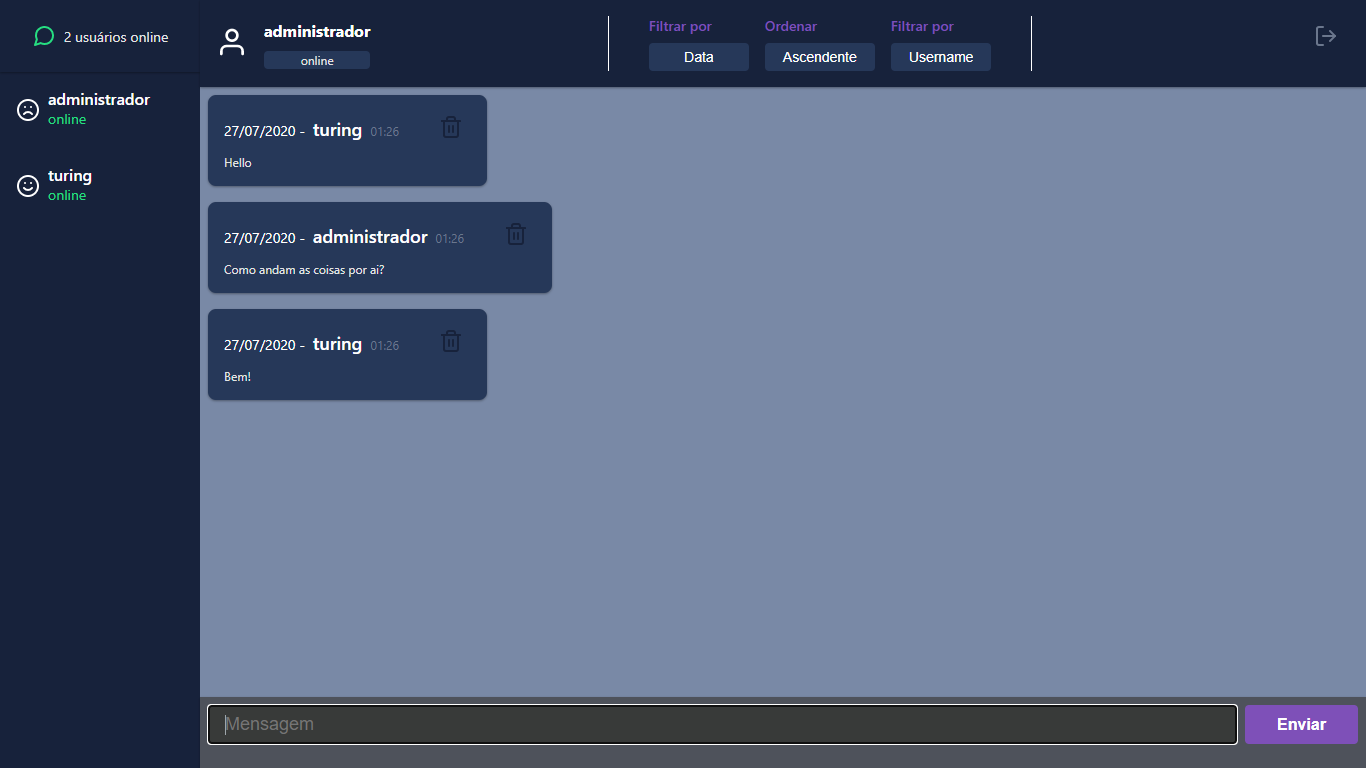 2 usuários online
administrador
online
turing
online
administrador
online
Filtrar por
Data
Ordenar
Ascendente
Filtrar por
Username
27/07/2020 - turing 01:26
Hello
27/07/2020 - administrador 01:26
Como andam as coisas por ai?
27/07/2020 - turing 01:26
Bem!
Mensagem
Enviar